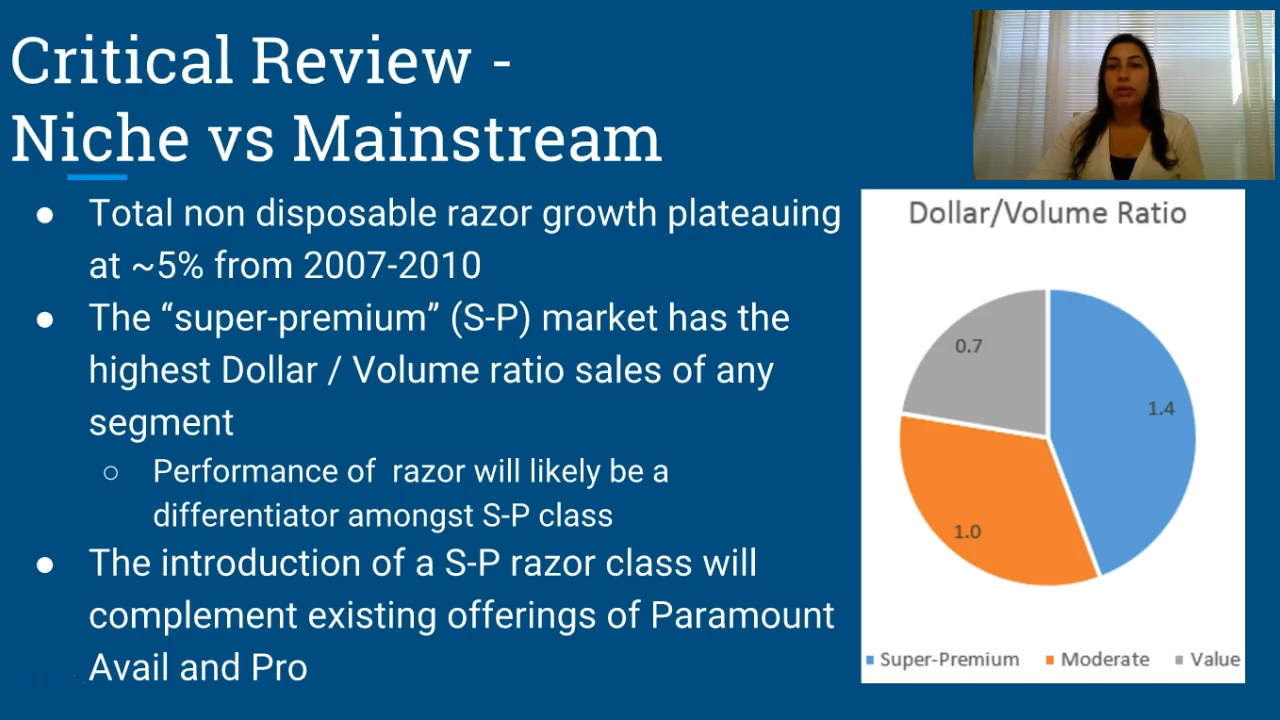 Critical Review -
Niche vs Mainstream
● Total non disposable razor growth plateauing
at ~5% from 2007-2010
● The “super-premium” (S-P) market has the
highest Dollar / Volume ratio sales of any
segment
○ Performance of razor will likely be a
differentiator amongst S-P class
● The introduction of a S-P razor class will
complement existing offerings of Paramount
Avail and Pro
Dollar/Volume Ratio
0.7
1.4
1.0
Super-Premium Moderate Value